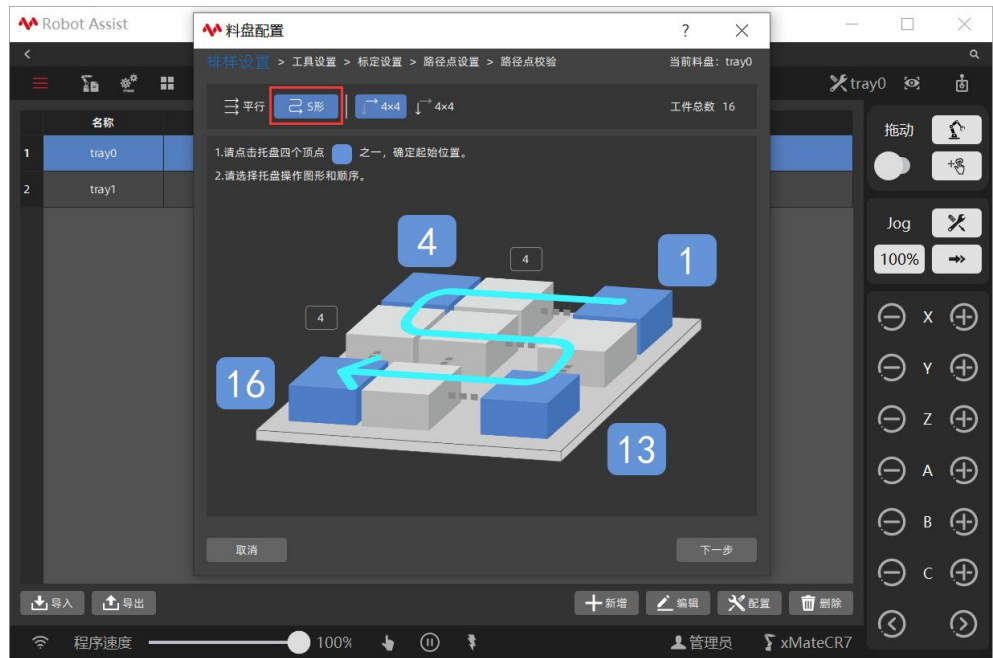 Robot Assist
料盘配置
?
排样设置 > 工具设置 > 标定设置 > 路径点设置 > 路径点校验
当前料盘: tray0
平行
S形
4×4
4×4
工件总数 16
tray0
名称
1 tray0
2 tray1
1.请点击托盘四个顶点 之一，确定起始位置。
2.请选择托盘操作图形和顺序。
4
4
1
4
16
13
取消
下一步
拖动
Jog
100%
X
Y
Z
A
B
C
导入
导出
新增
编辑
配置
删除
程序速度
100%
管理员
xMateCR7